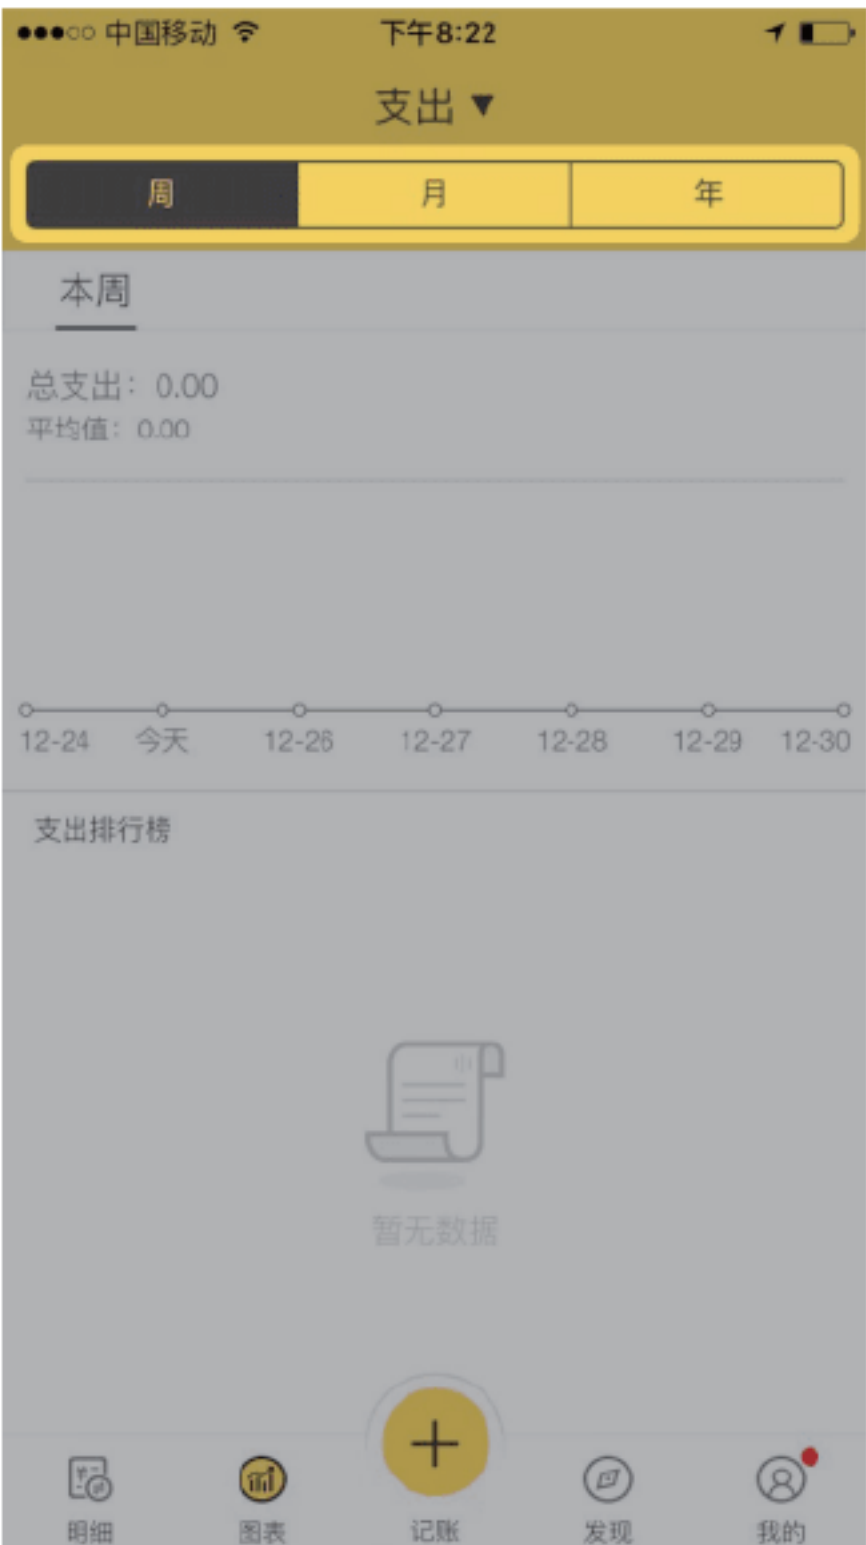 中国移动 下午8:22
支出 ▼
周 月 年
本周
总支出：0.00
平均值：0.00
12-24 今天 12-26 12-27 12-28 12-29 12-30
支出排行榜
暂无数据
明细 图表 记账 发现 我的